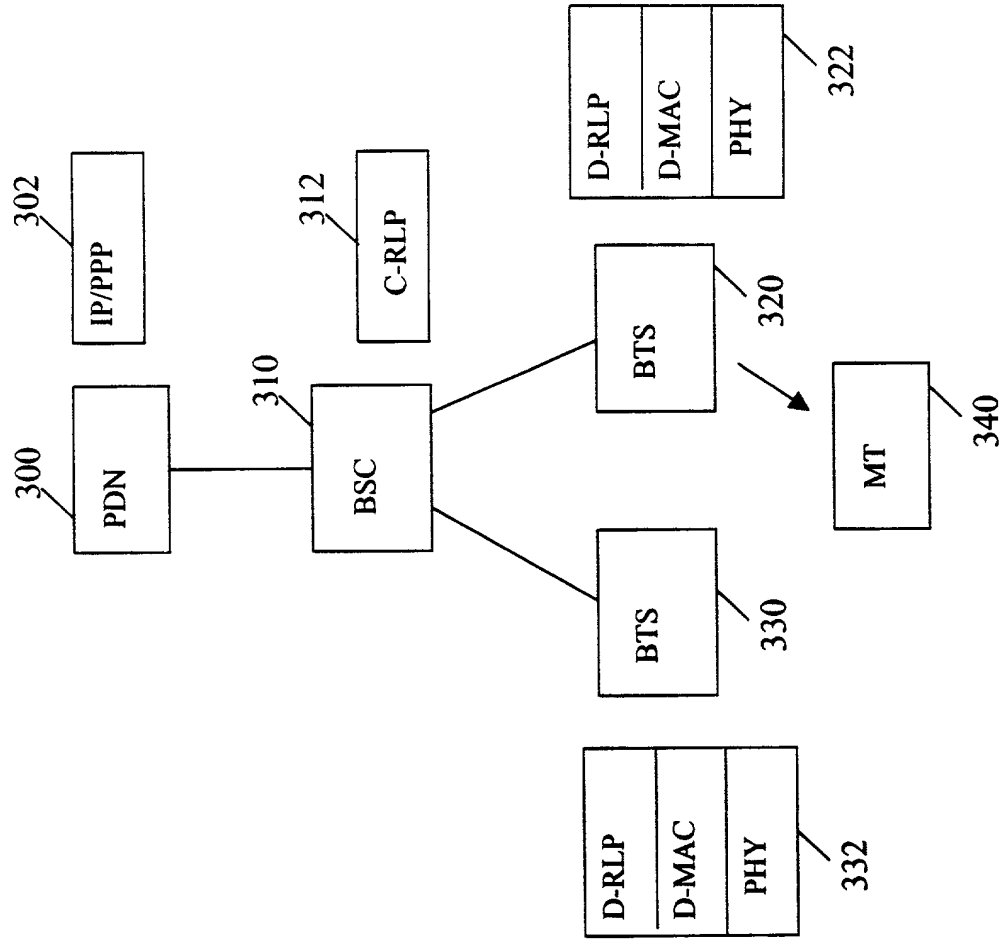 300
302
PDN
IP/PPP
310
312
BSC
C-RLP
D-RLP
D-MAC
PHY
332
BTS
330
BTS
320
D-RLP
D-MAC
PHY
322
MT
340